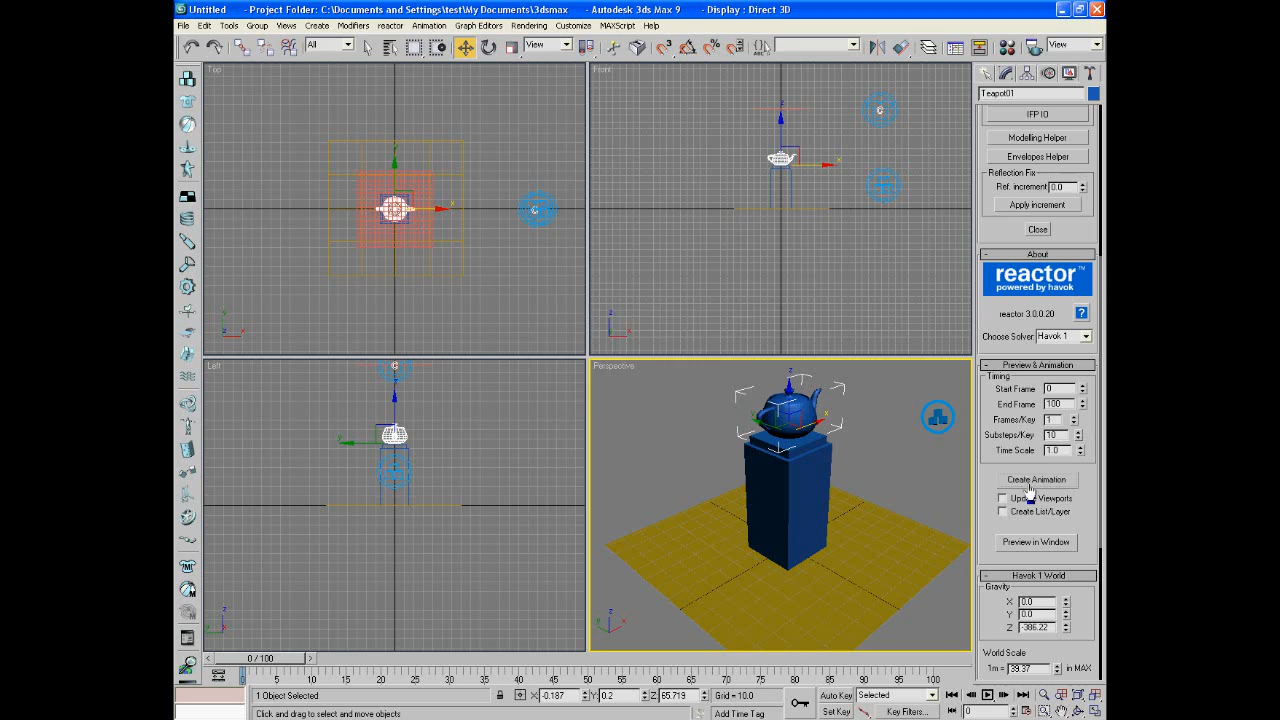 Untitled - Project Folder: C:\Documents and Settings\test\My Documents\3dsmax - Autodesk 3ds Max 9 - Display : Direct 3D
File Edit Tools Group Views Create Modifiers reactor Animation Graph Editors Rendering Customize MAXScript Help
All View View
Top
Front
Teapot01
IFP IO
Modelling Helper
Envelopes Helper
Reflection Fix
Ref. increment 0.0
Apply increment
Close
- About
reactor™
powered by havok
reactor 3.0.0.20 ?
Choose Solver Havok 1
Left
Perspective
- Preview & Animation
Timing
Start Frame 0
End Frame 100
Frames/Key 1
Substeps/Key 10
Time Scale 1.0
Create Animation
Viewports
Create List/Layer
Preview in Window
- Havok 1 World
Gravity
X 0.0
Y 0.0
Z -386.22
World Scale
1m = 39.37 in MAX
< 0 / 100 >
5 10 15 20 25 30 35 40 45 50 55 60 65 70 75 80 85 90 95 100
1 Object Selected X: -0.187 Y: 0.2 Z: 65.719 Grid = 10.0 Auto Key Selected
Click and drag to select and move objects Add Time Tag Set Key Key Filters... 0